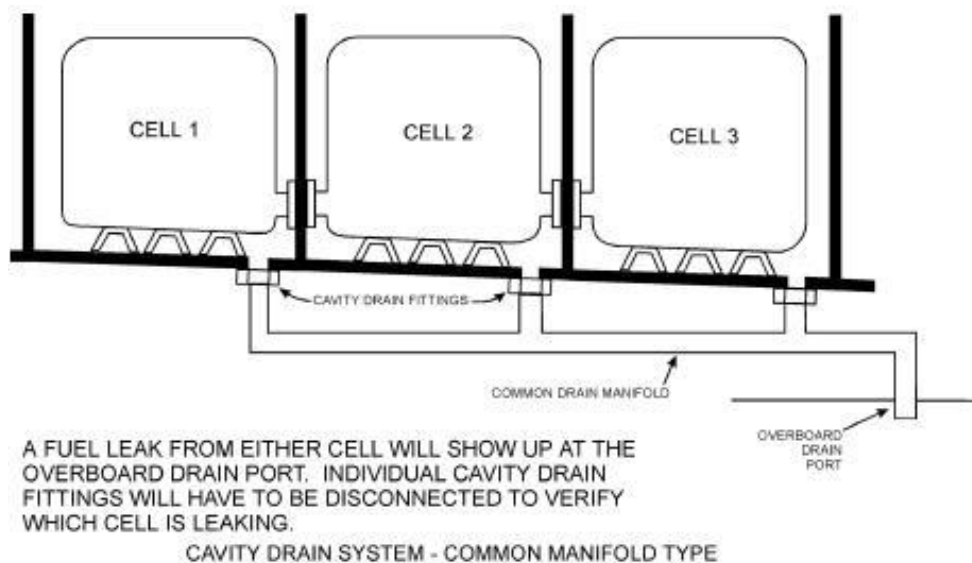 CELL 1
CELL 2
CELL 3
CAVITY DRAIN FITTINGS
COMMON DRAIN MANIFOLD
OVERBOARD
DRAIN
PORT
A FUEL LEAK FROM EITHER CELL WILL SHOW UP AT THE
OVERBOARD DRAIN PORT. INDIVIDUAL CAVITY DRAIN
FITTINGS WILL HAVE TO BE DISCONNECTED TO VERIFY
WHICH CELL IS LEAKING.
CAVITY DRAIN SYSTEM - COMMON MANIFOLD TYPE